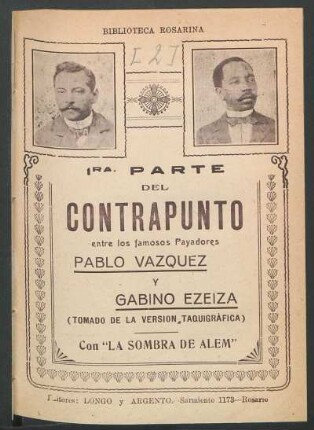 BIBLIOTECA ROSARINA
1RA. PARTE
DEL
CONTRAPUNTO
entre los famosos Payadores
PABLO VAZQUEZ
Y
GABINO EZEIZA
(TOMADO DE LA VERSION TAQUIGRÁFICA)
Con "LA SOMBRA DE ALEM"
Editores: LONGO y ARGENTO.-Sarmiento 1173—Rosario